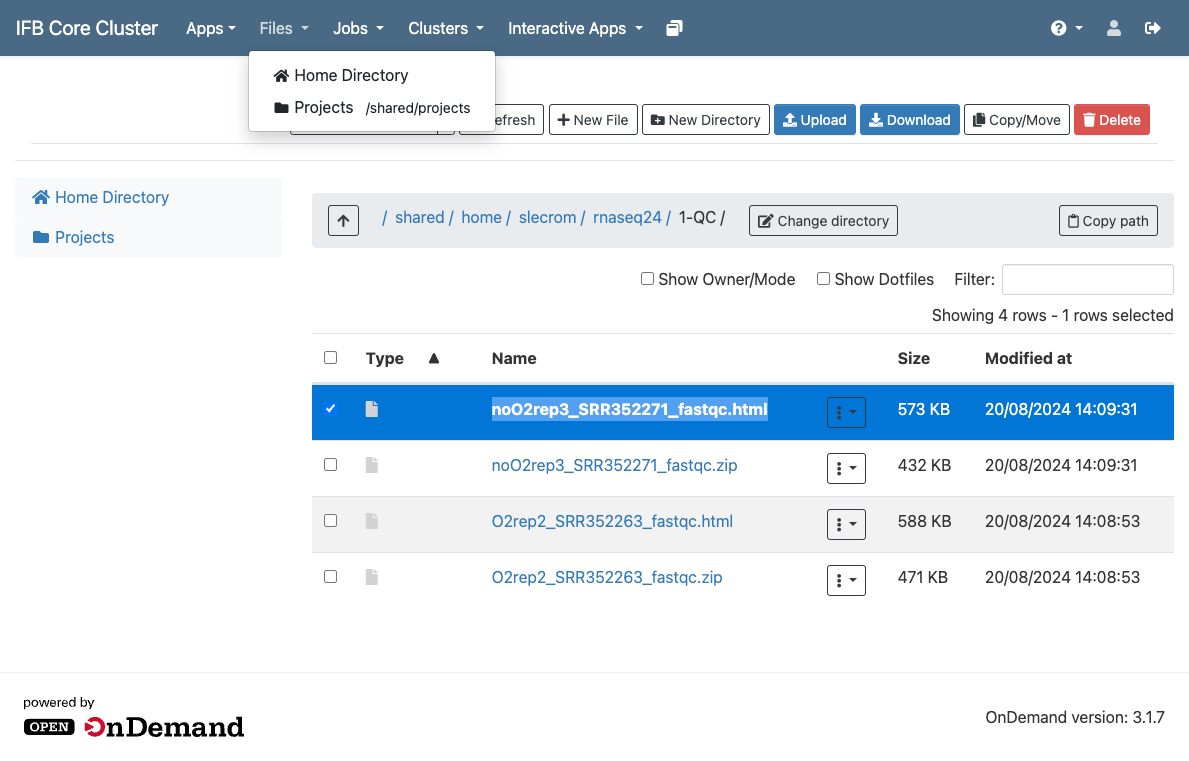 IFB Core Cluster Apps Files Jobs Clusters Interactive Apps
Home Directory
Projects /shared/projects
efresh New File New Directory Upload Download Copy/Move Delete
Home Directory
Projects
/ shared / home / slecrom / rnaseq24 / 1-QC / Change directory Copy path
Show Owner/Mode Show Dotfiles Filter:
Showing 4 rows - 1 rows selected
Type Name Size Modified at
noO2rep3_SRR352271_fastqc.html 573 KB 20/08/2024 14:09:31
noO2rep3_SRR352271_fastqc.zip 432 KB 20/08/2024 14:09:31
O2rep2_SRR352263_fastqc.html 588 KB 20/08/2024 14:08:53
O2rep2_SRR352263_fastqc.zip 471 KB 20/08/2024 14:08:53
powered by
OPEN OnDemand
OnDemand version: 3.1.7